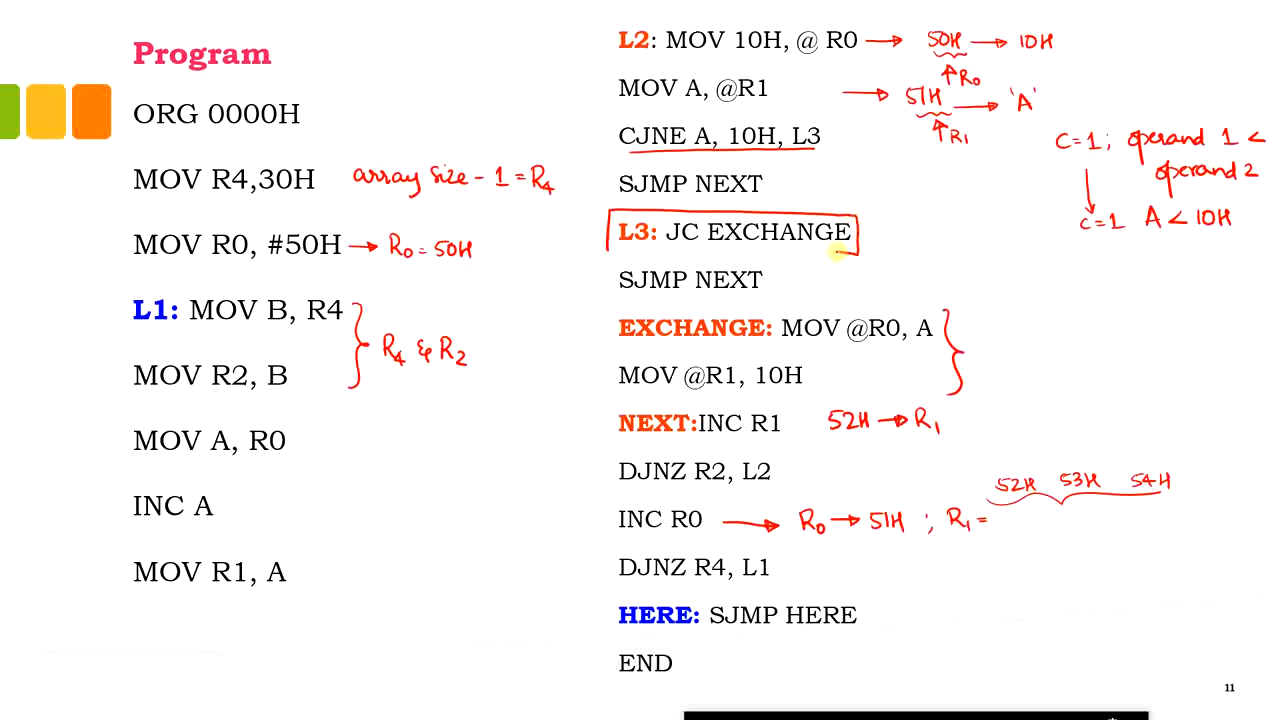 Program
ORG 0000H
MOV R4,30H array size - 1 = R4
MOV R0, #50H → R0 = 50H
L1: MOV B, R4
MOV R2, B
R4 & R2
MOV A, R0
INC A
MOV R1, A
L2: MOV 10H, @ R0 → 50H → 10H
↑R0
MOV A, @R1 → 51H → 'A'
↑R1
CJNE A, 10H, L3
C=1; operand 1 <
operand 2
↓
C=1 A < 10H
SJMP NEXT
L3: JC EXCHANGE
SJMP NEXT
EXCHANGE: MOV @R0, A
MOV @R1, 10H
NEXT:INC R1 52H → R1
DJNZ R2, L2
52H 53H 54H
INC R0 → R0 → 51H ; R1 =
DJNZ R4, L1
HERE: SJMP HERE
END
11